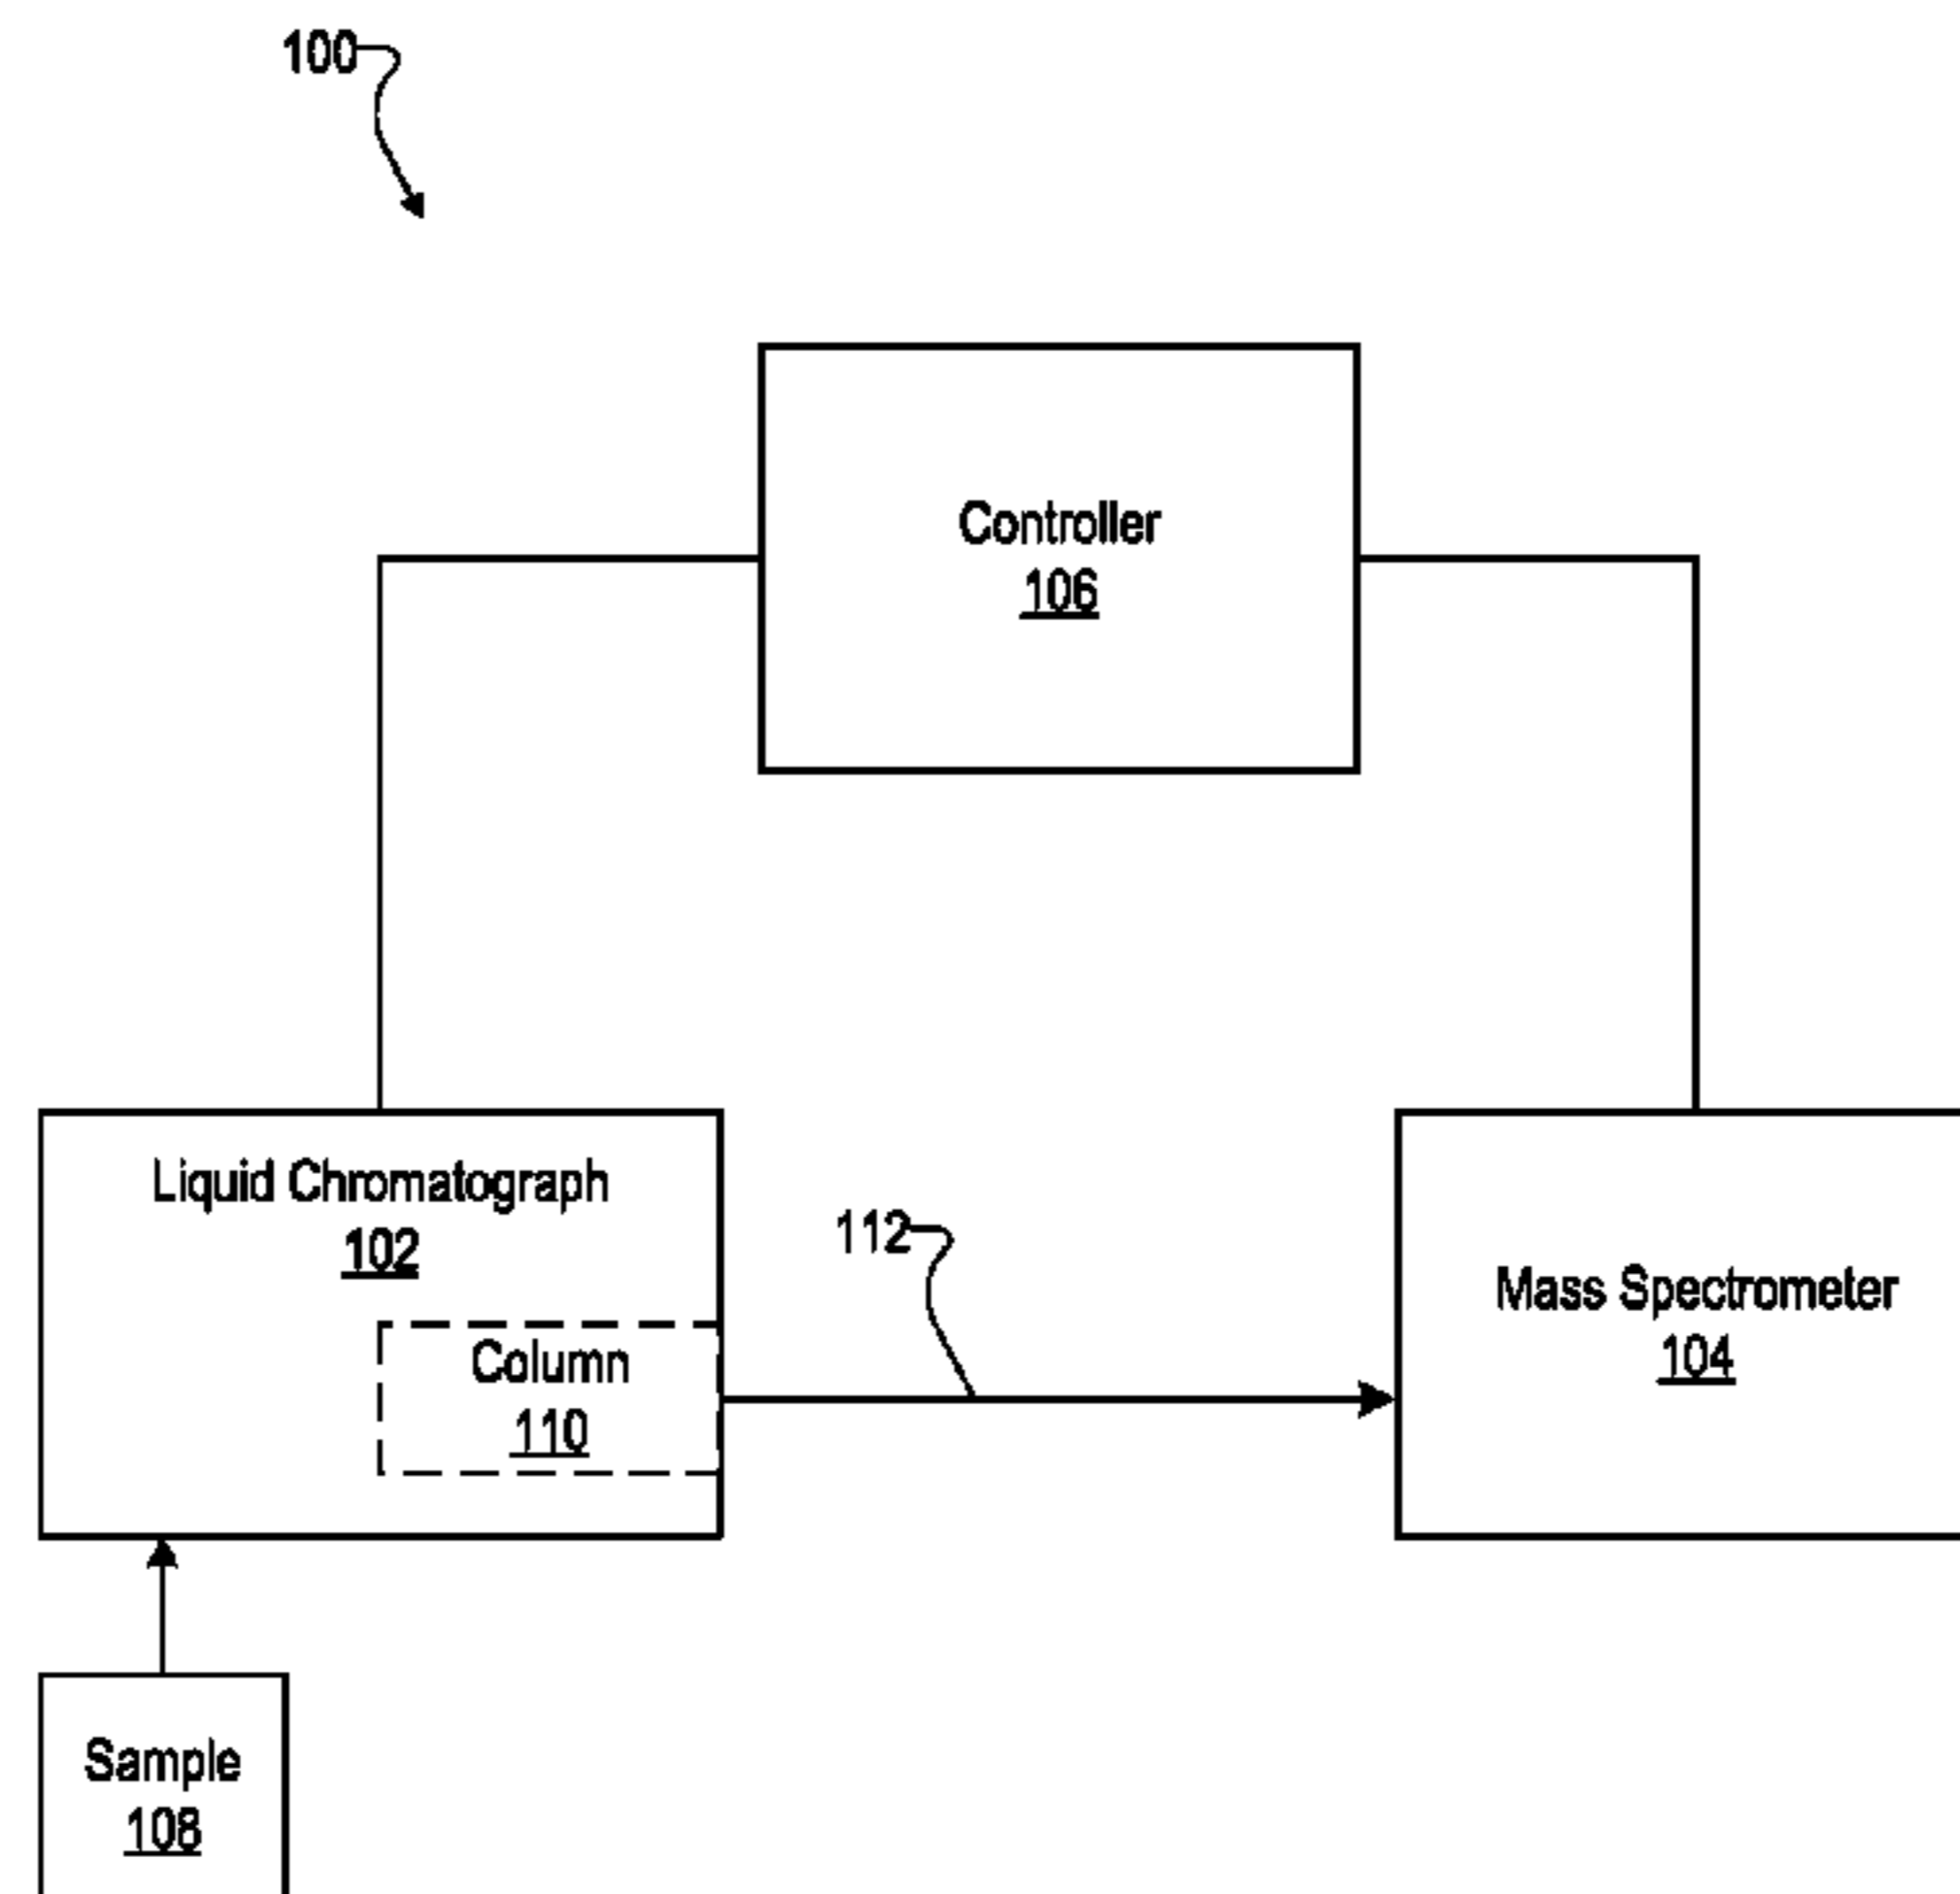 100
Controller
106
Liquid Chromatograph
102
112
Mass Spectrometer
104
Column
110
Sample
108